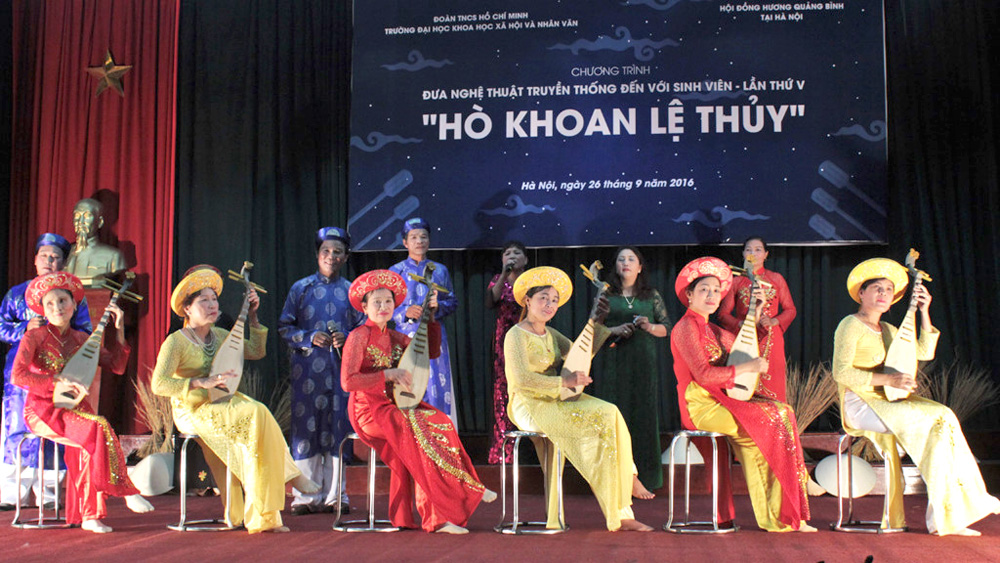 ĐOÀN TNCS HỒ CHÍ MINH
TRƯỜNG ĐẠI HỌC KHOA HỌC XÃ HỘI VÀ NHÂN VĂN
HỘI ĐỒNG HƯƠNG QUẢNG BÌNH
TẠI HÀ NỘI
CHƯƠNG TRÌNH
ĐƯA NGHỆ THUẬT TRUYỀN THỐNG ĐẾN VỚI SINH VIÊN - LẦN THỨ V
"HÒ KHOAN LỆ THỦY"
Hà Nội, ngày 26 tháng 9 năm 2016